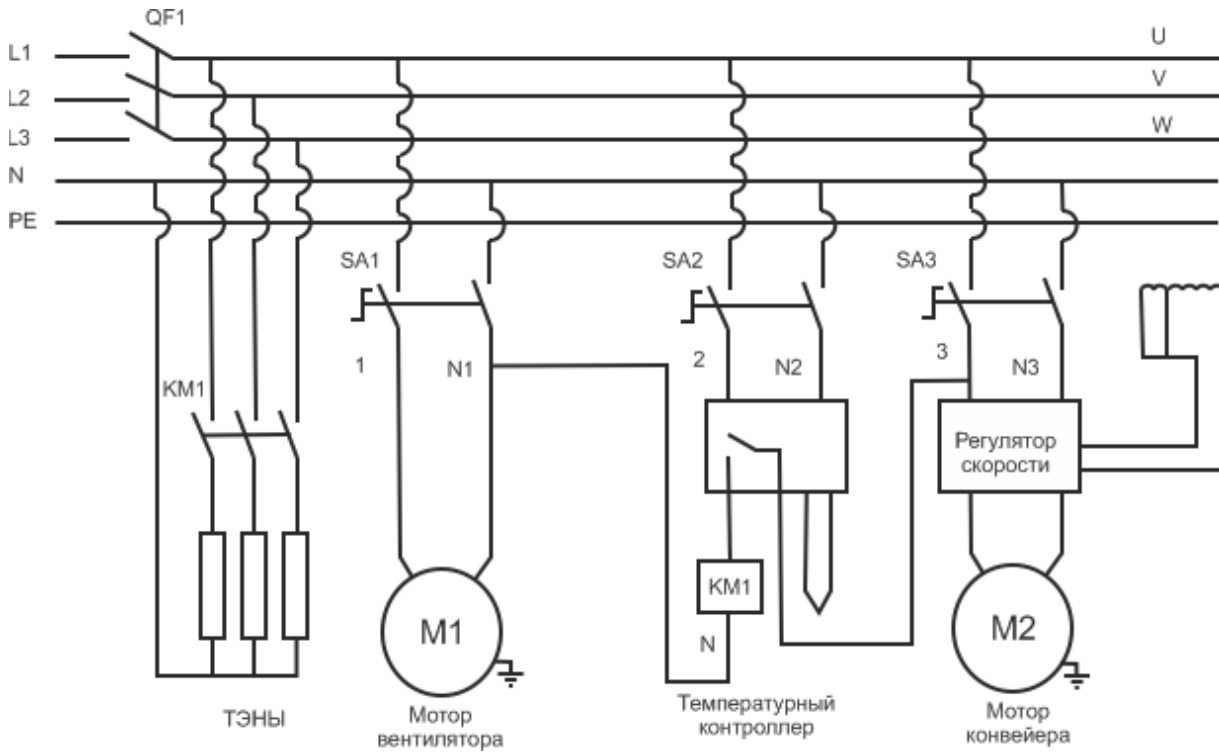 QF1
L1
U
L2
V
L3
W
N
PE
SA1
SA2
SA3
1
N1
2
N2
3
N3
KM1
Регулятор
скорости
KM1
M1
N
M2
ТЭНЫ
Мотор
вентилятора
Температурный
контроллер
Мотор
конвейера